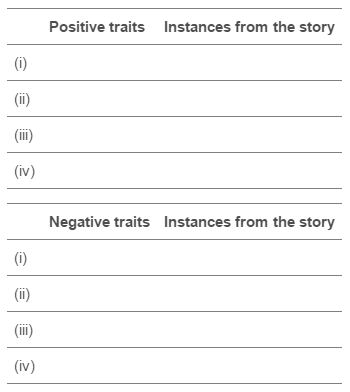 Positive traits Instances from the story
(i)
(ii)
(iii)
(iv)
Negative traits Instances from the story
(i)
(ii)
(iii)
(iv)